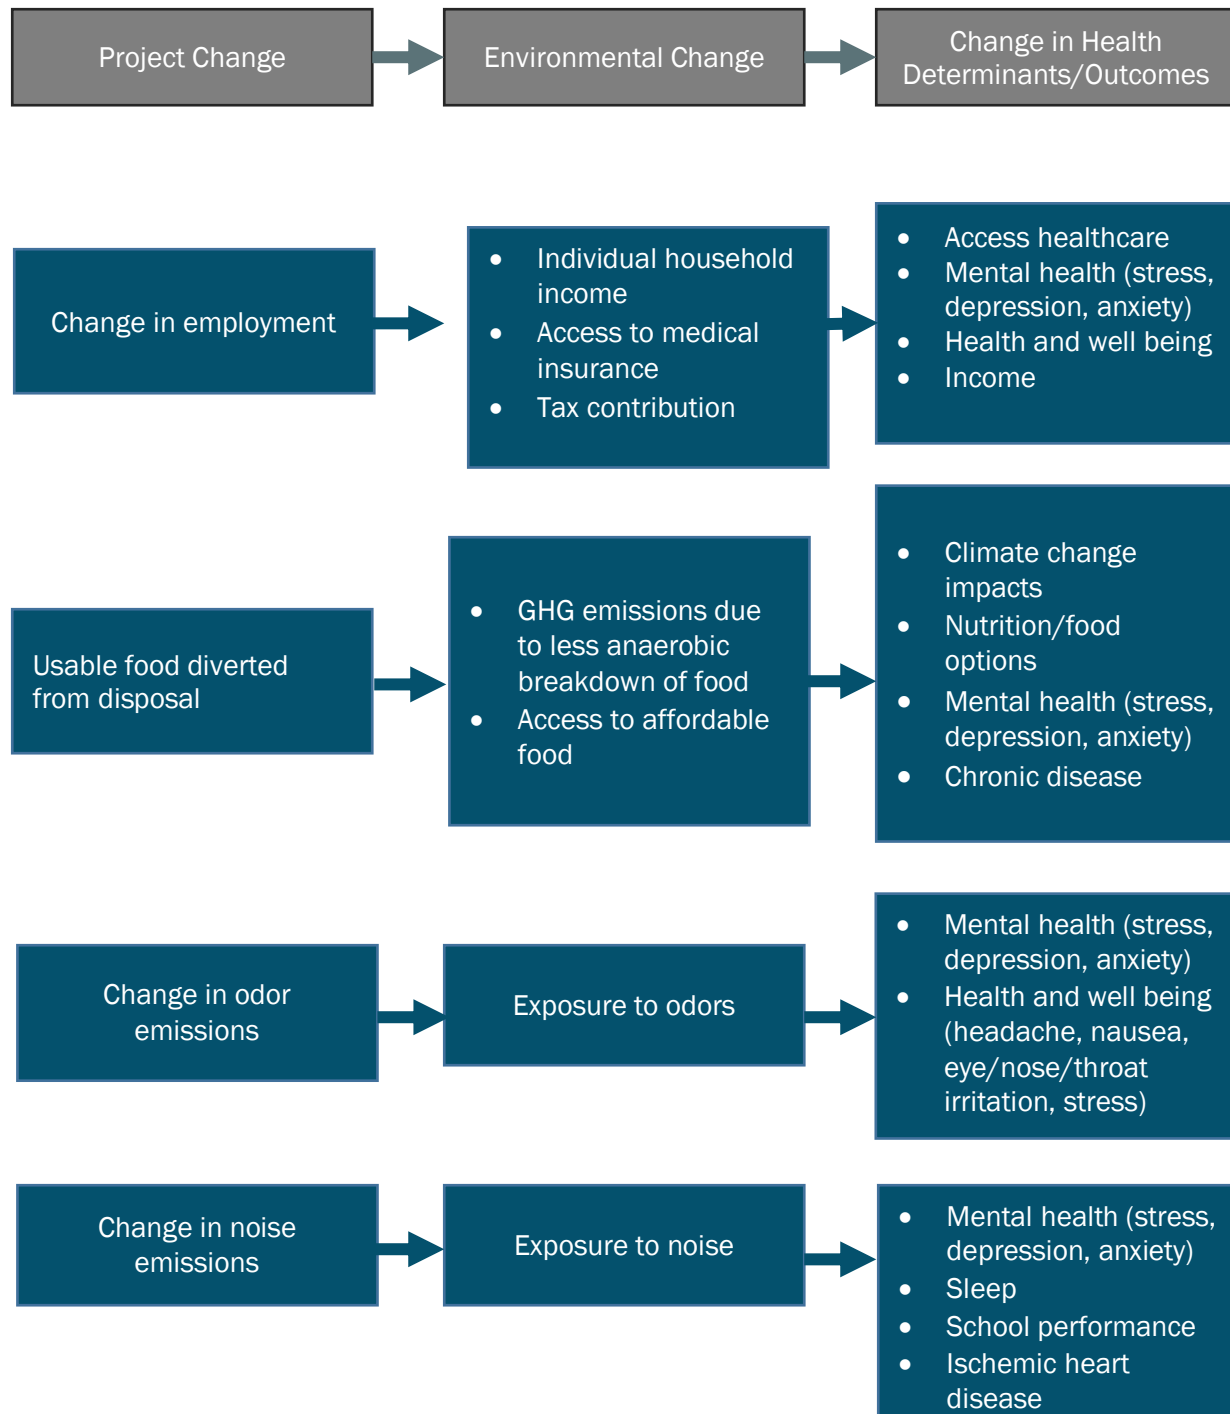 Project Change
Environmental Change
Change in Health
Determinants/Outcomes
Change in employment
• Individual household
income
• Access to medical
insurance
• Tax contribution
• Access healthcare
• Mental health (stress,
depression, anxiety)
• Health and well being
• Income
Usable food diverted
from disposal
• GHG emissions due
to less anaerobic
breakdown of food
• Access to affordable
food
• Climate change
impacts
• Nutrition/food
options
• Mental health (stress,
depression, anxiety)
• Chronic disease
Change in odor
emissions
Exposure to odors
• Mental health (stress,
depression, anxiety)
• Health and well being
(headache, nausea,
eye/nose/throat
irritation, stress)
Change in noise
emissions
Exposure to noise
• Mental health (stress,
depression, anxiety)
• Sleep
• School performance
• Ischemic heart
disease